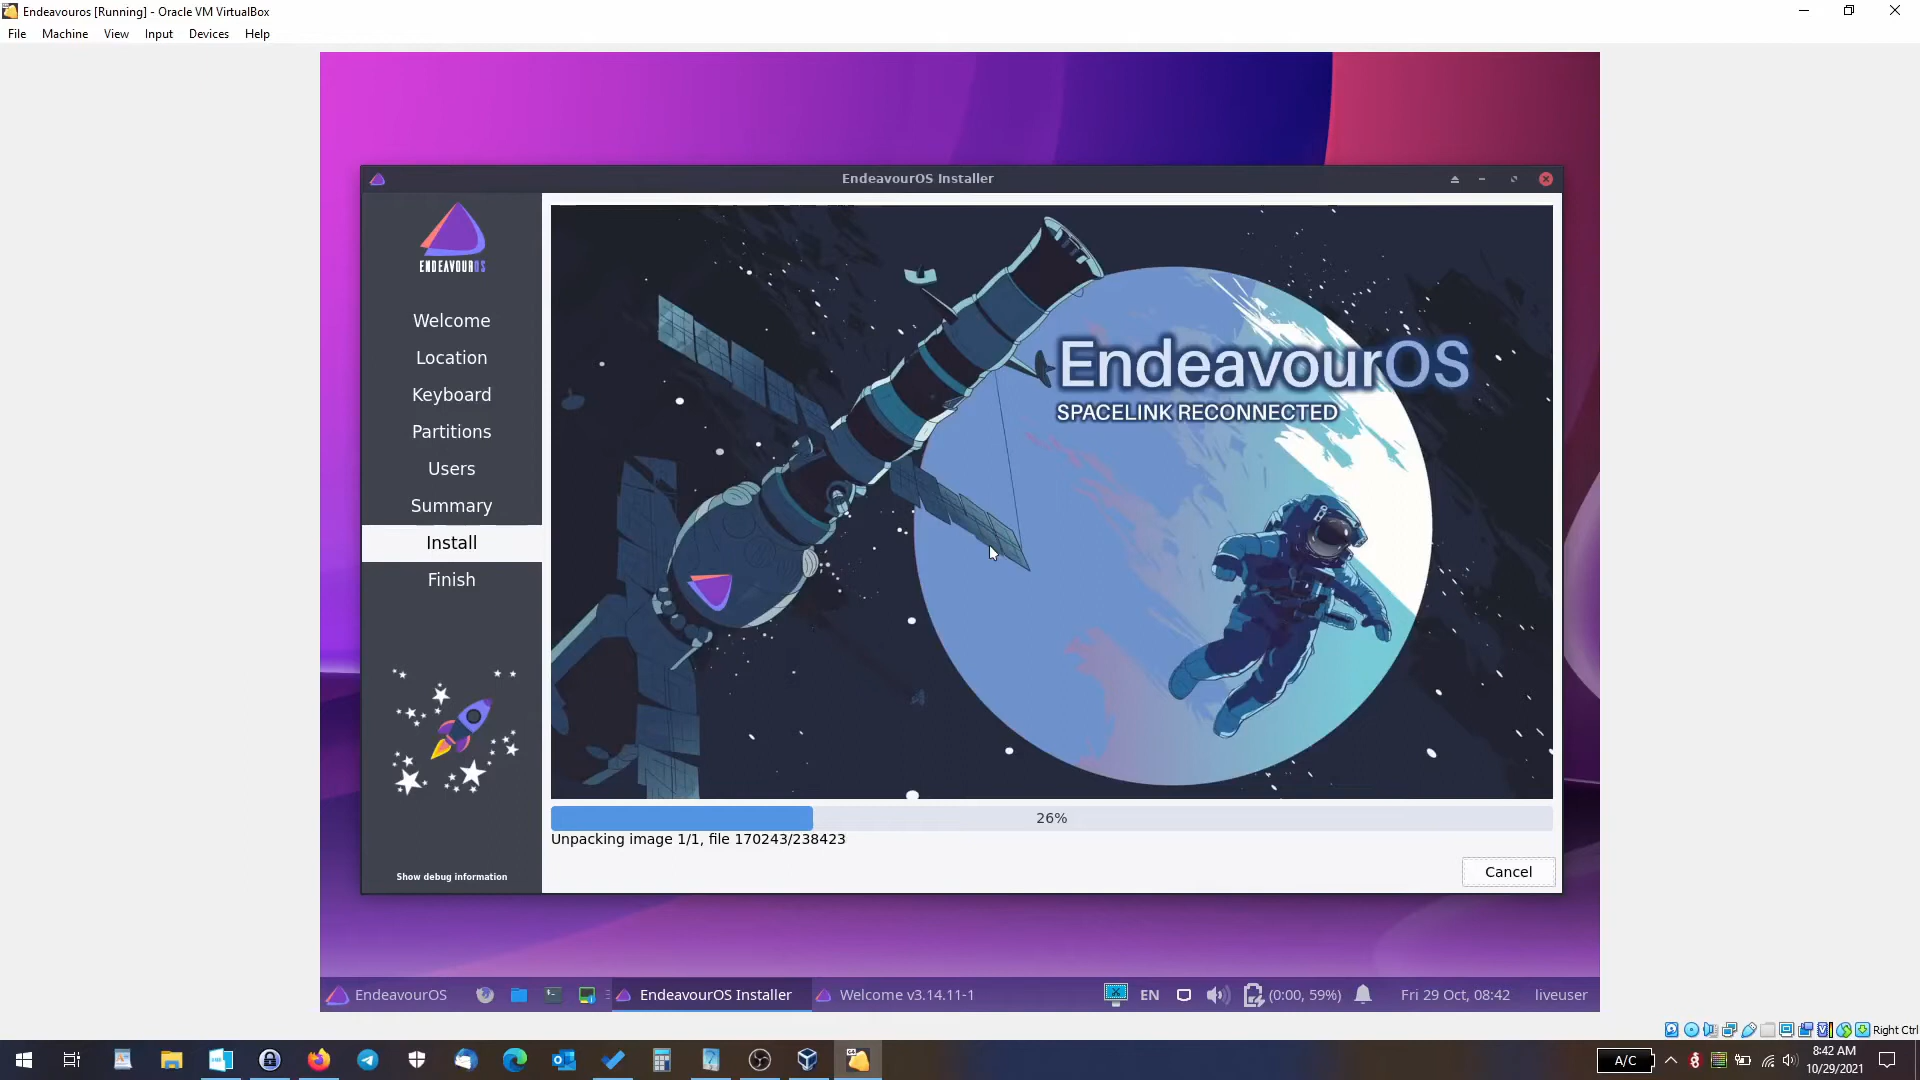 Endeavouros [Running] - Oracle VM VirtualBox
File Machine View Input Devices Help
EndeavourOS Installer
ENDEAVOUROS
Welcome
Location
Keyboard
Partitions
Users
Summary
Install
Finish
Show debug information
EndeavourOS
SPACELINK RECONNECTED
26%
Unpacking image 1/1, file 170243/238423
Cancel
EndeavourOS EndeavourOS Installer Welcome v3.14.11-1 EN (0:00, 59%) Fri 29 Oct, 08:42 liveuser
Right Ctrl
A/C 8:42 AM
10/29/2021